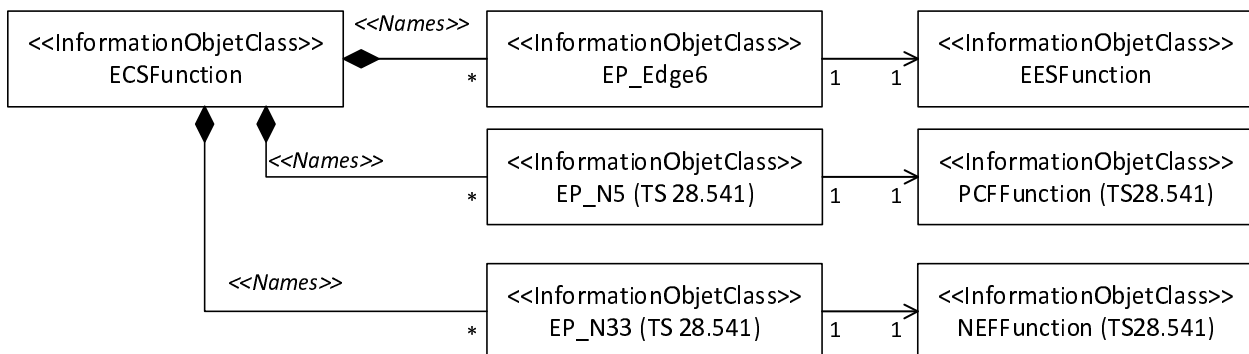 <<InformationObjetClass>>
ECSFunction
<<Names>>
*
<<InformationObjetClass>>
EP_Edge6
1
1
<<InformationObjetClass>>
EESFunction
<<Names>>
*
<<InformationObjetClass>>
EP_N5 (TS 28.541)
1
1
<<InformationObjetClass>>
PCFFunction (TS28.541)
<<Names>>
*
<<InformationObjetClass>>
EP_N33 (TS 28.541)
1
1
<<InformationObjetClass>>
NEFFunction (TS28.541)